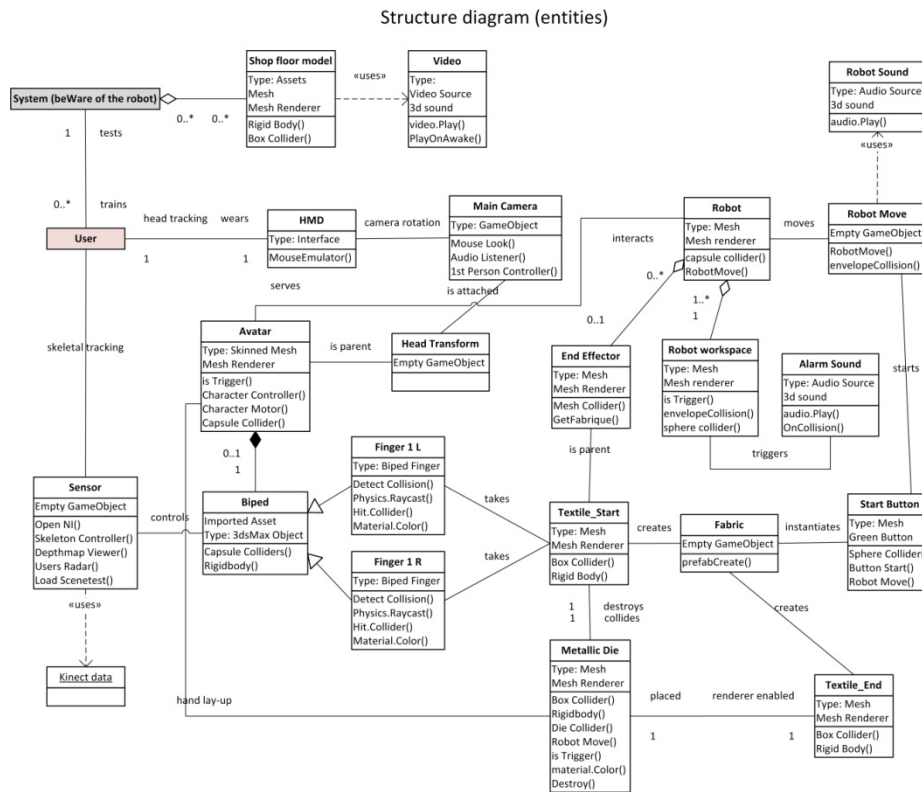 Structure diagram (entities)
Shop floor model
Type: Assets
Mesh
Mesh Renderer
Rigid Body()
Box Collider()
«uses»
Video
Type:
Video Source
3d sound
video.Play()
PlayOnAwake()
Robot Sound
Type: Audio Source
3d sound
audio.Play()
«uses»
System (beWare of the robot)
0..* 0..*
1 tests
0..* trains
User
head tracking wears
1 1
HMD
Type: Interface
MouseEmulator()
serves
camera rotation
Main Camera
Type: GameObject
Mouse Look()
Audio Listener()
1st Person Controller()
is attached
interacts
Robot
Type: Mesh
Mesh renderer
capsule collider()
RobotMove()
moves
Robot Move
Empty GameObject
RobotMove()
envelopeCollision()
0..*
0..1
1..*
1
skeletal tracking
Avatar
Type: Skinned Mesh
Mesh Renderer
is Trigger()
Character Controller()
Character Motor()
Capsule Collider()
is parent
Head Transform
Empty GameObject
End Effector
Type: Mesh
Mesh Renderer
Mesh Collider()
GetFabrique()
is parent
Robot workspace
Type: Mesh
Mesh renderer
is Trigger()
envelopeCollision()
sphere collider()
Alarm Sound
Type: Audio Source
3d sound
audio.Play()
OnCollision()
triggers
starts
0..1
1
Finger 1 L
Type: Biped Finger
Detect Collision()
Physics.Raycast()
Hit.Collider()
Material.Color()
takes
Sensor
Empty GameObject
Open NI()
Skeleton Controller()
Depthmap Viewer()
Users Radar()
Load Scenetest()
controls
Biped
Imported Asset
Type: 3dsMax Object
Capsule Colliders()
Rigidbody()
Finger 1 R
Type: Biped Finger
Detect Collision()
Physics.Raycast()
Hit.Collider()
Material.Color()
takes
Textile_Start
Type: Mesh
Mesh Renderer
Box Collider()
Rigid Body()
creates
Fabric
Empty GameObject
prefabCreate()
instantiates
Start Button
Type: Mesh
Green Button
Sphere Collider()
Button Start()
Robot Move()
«uses»
Kinect data
1 destroys
1 collides
creates
hand lay-up
Metallic Die
Type: Mesh
Mesh Renderer
Box Collider()
Rigidbody()
Die Collider()
Robot Move()
is Trigger()
material.Color()
Destroy()
placed renderer enabled
1 1
Textile_End
Type: Mesh
Mesh Renderer
Box Collider()
Rigid Body()